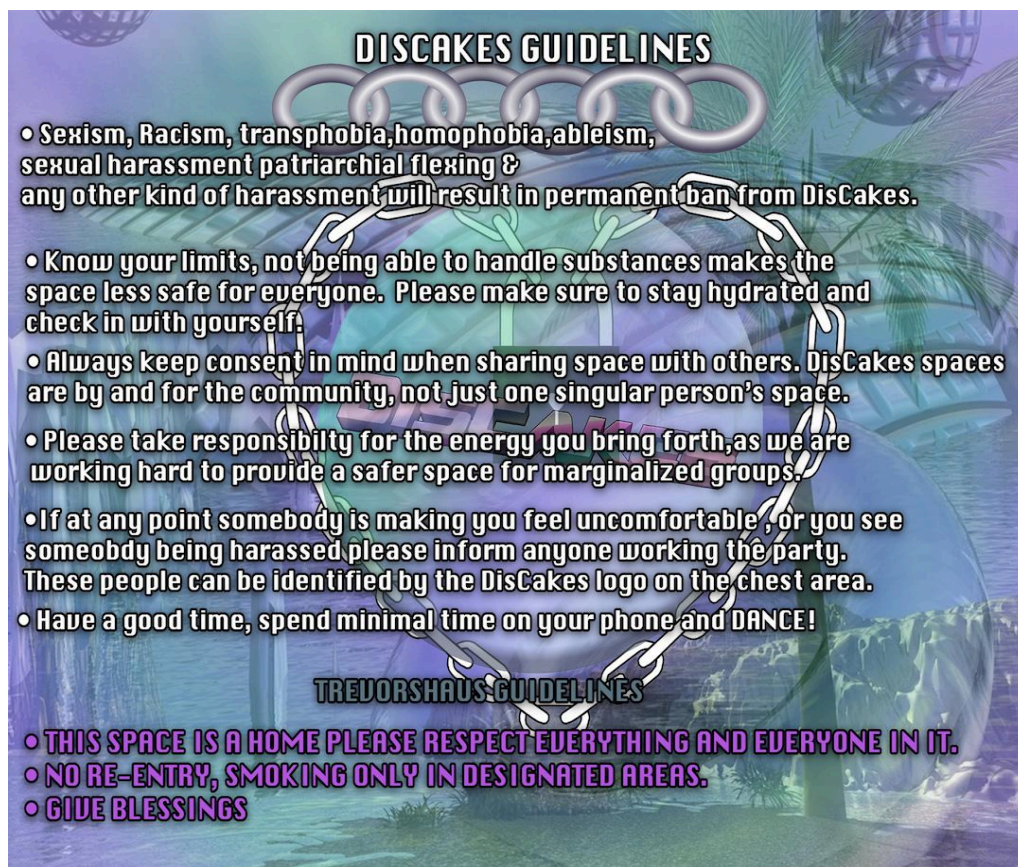 DISCAKES GUIDELINES
• Sexism, Racism, transphobia,homophobia,ableism,
sexual harassment patriarchial flexing &
any other kind of harassment will result in permanent ban from DisCakes.
• Know your limits, not being able to handle substances makes the
space less safe for everyone. Please make sure to stay hydrated and
check in with yourself.
• Always keep consent in mind when sharing space with others. DisCakes spaces
are by and for the community, not just one singular person's space.
DISCAKES
• Please take responsibilty for the energy you bring forth,as we are
working hard to provide a safer space for marginalized groups.
•If at any point somebody is making you feel uncomfortable , or you see
someobdy being harassed please inform anyone working the party.
These people can be identified by the DisCakes logo on the chest area.
• Have a good time, spend minimal time on your phone and DANCE!
TREVORSHAUS GUIDELINES
• THIS SPACE IS A HOME PLEASE RESPECT EVERYTHING AND EVERYONE IN IT.
• NO RE-ENTRY, SMOKING ONLY IN DESIGNATED AREAS.
• GIVE BLESSINGS